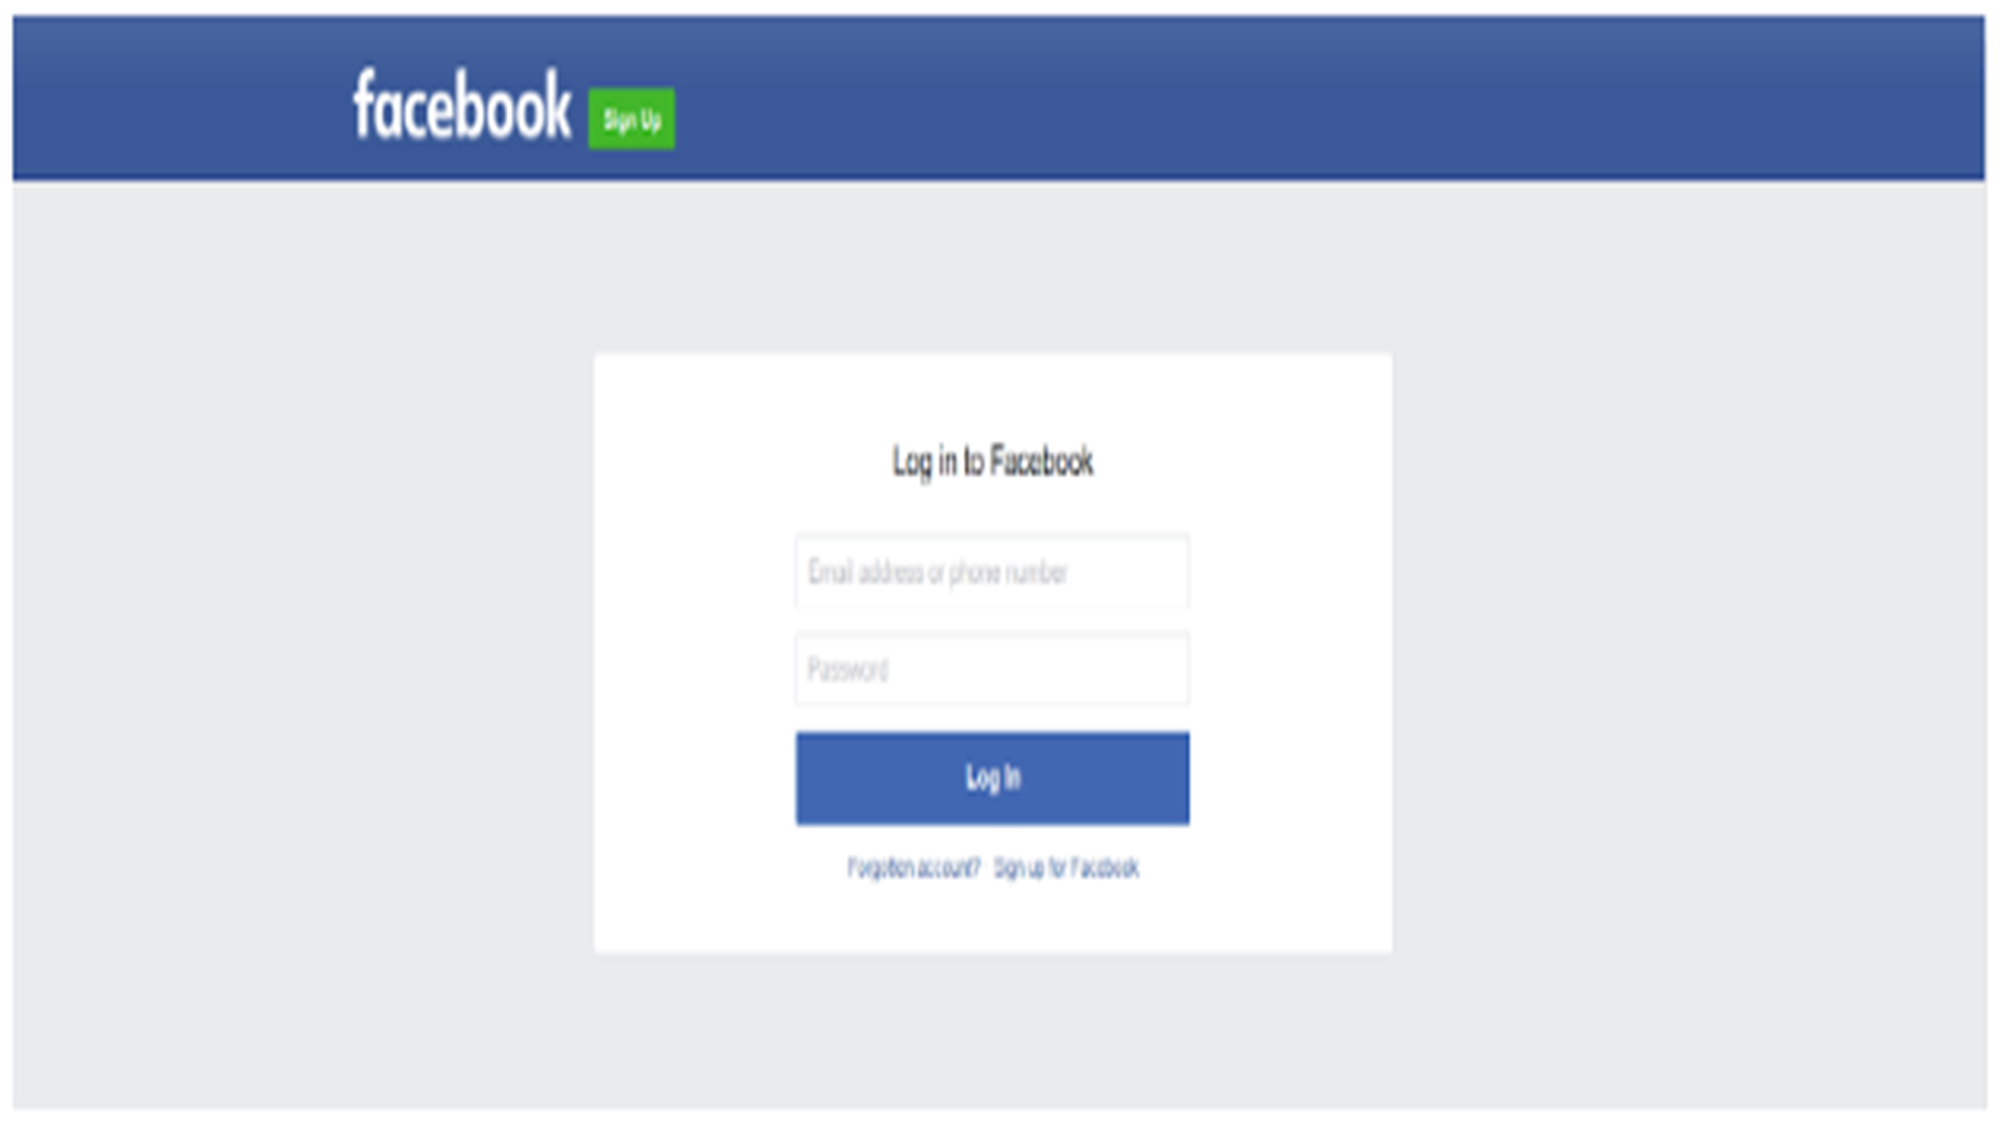 facebook Sign Up
Log in to Facebook
Email address or phone number
Password
Log In
Forgotten account? · Sign up for Facebook